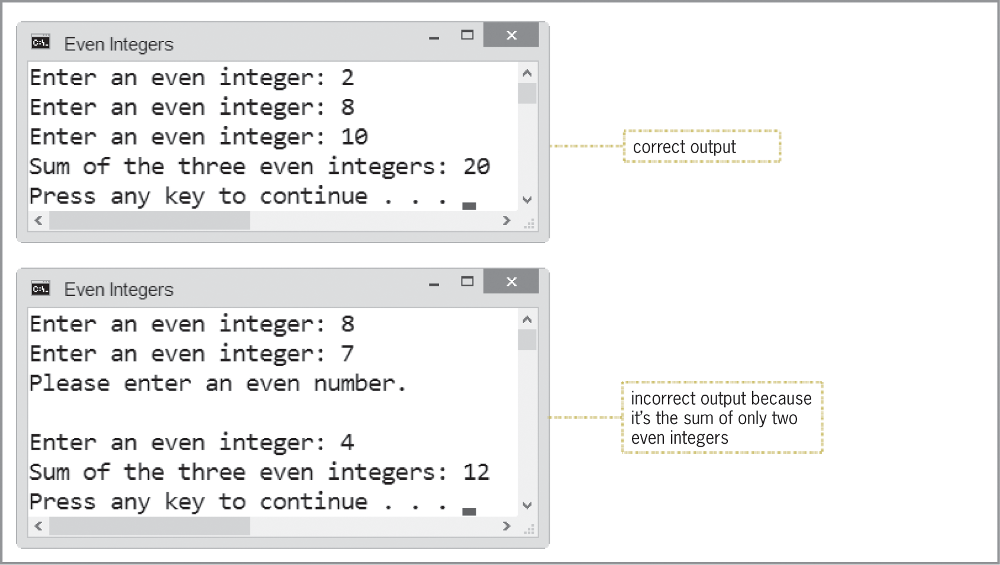 Even Integers
Enter an even integer: 2
Enter an even integer: 8
Enter an even integer: 10
Sum of the three even integers: 20
Press any key to continue . . .
correct output
Even Integers
Enter an even integer: 8
Enter an even integer: 7
Please enter an even number.
Enter an even integer: 4
Sum of the three even integers: 12
Press any key to continue . . .
incorrect output because
it's the sum of only two
even integers